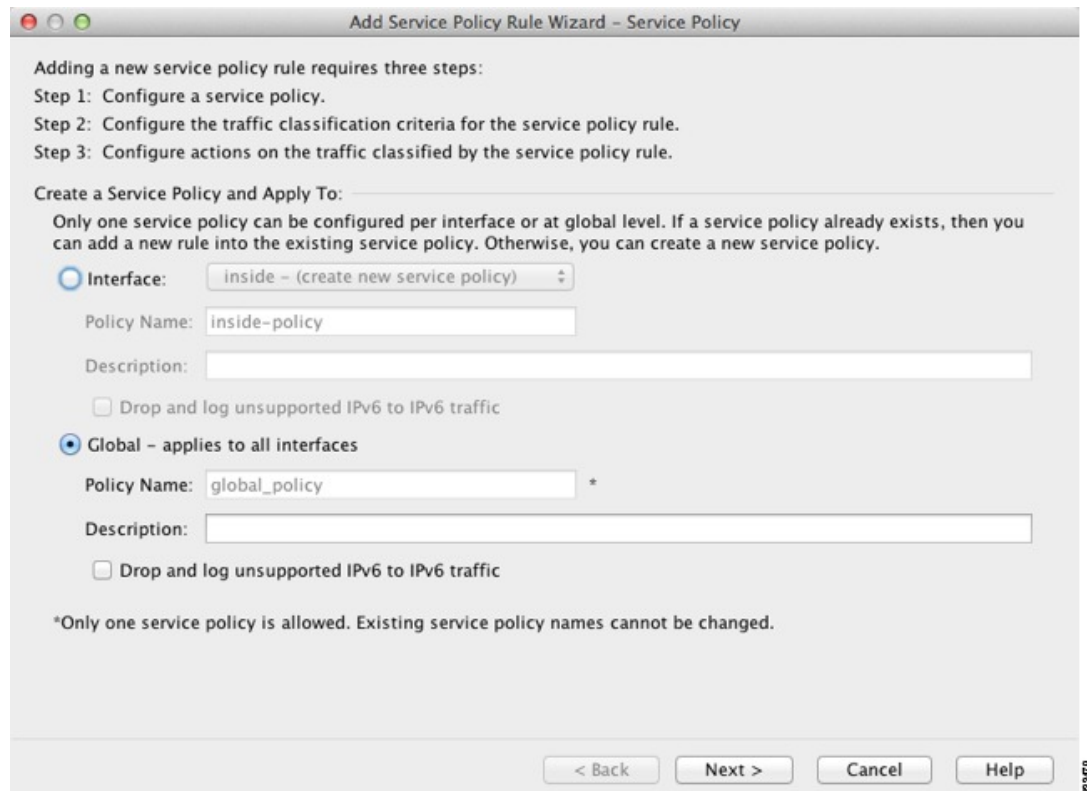 Add Service Policy Rule Wizard – Service Policy
Adding a new service policy rule requires three steps:
Step 1: Configure a service policy.
Step 2: Configure the traffic classification criteria for the service policy rule.
Step 3: Configure actions on the traffic classified by the service policy rule.
Create a Service Policy and Apply To:
Only one service policy can be configured per interface or at global level. If a service policy already exists, then you
can add a new rule into the existing service policy. Otherwise, you can create a new service policy.
Interface: inside – (create new service policy)
Policy Name: inside-policy
Description:
Drop and log unsupported IPv6 to IPv6 traffic
Global – applies to all interfaces
Policy Name: global_policy *
Description:
Drop and log unsupported IPv6 to IPv6 traffic
*Only one service policy is allowed. Existing service policy names cannot be changed.
< Back Next > Cancel Help